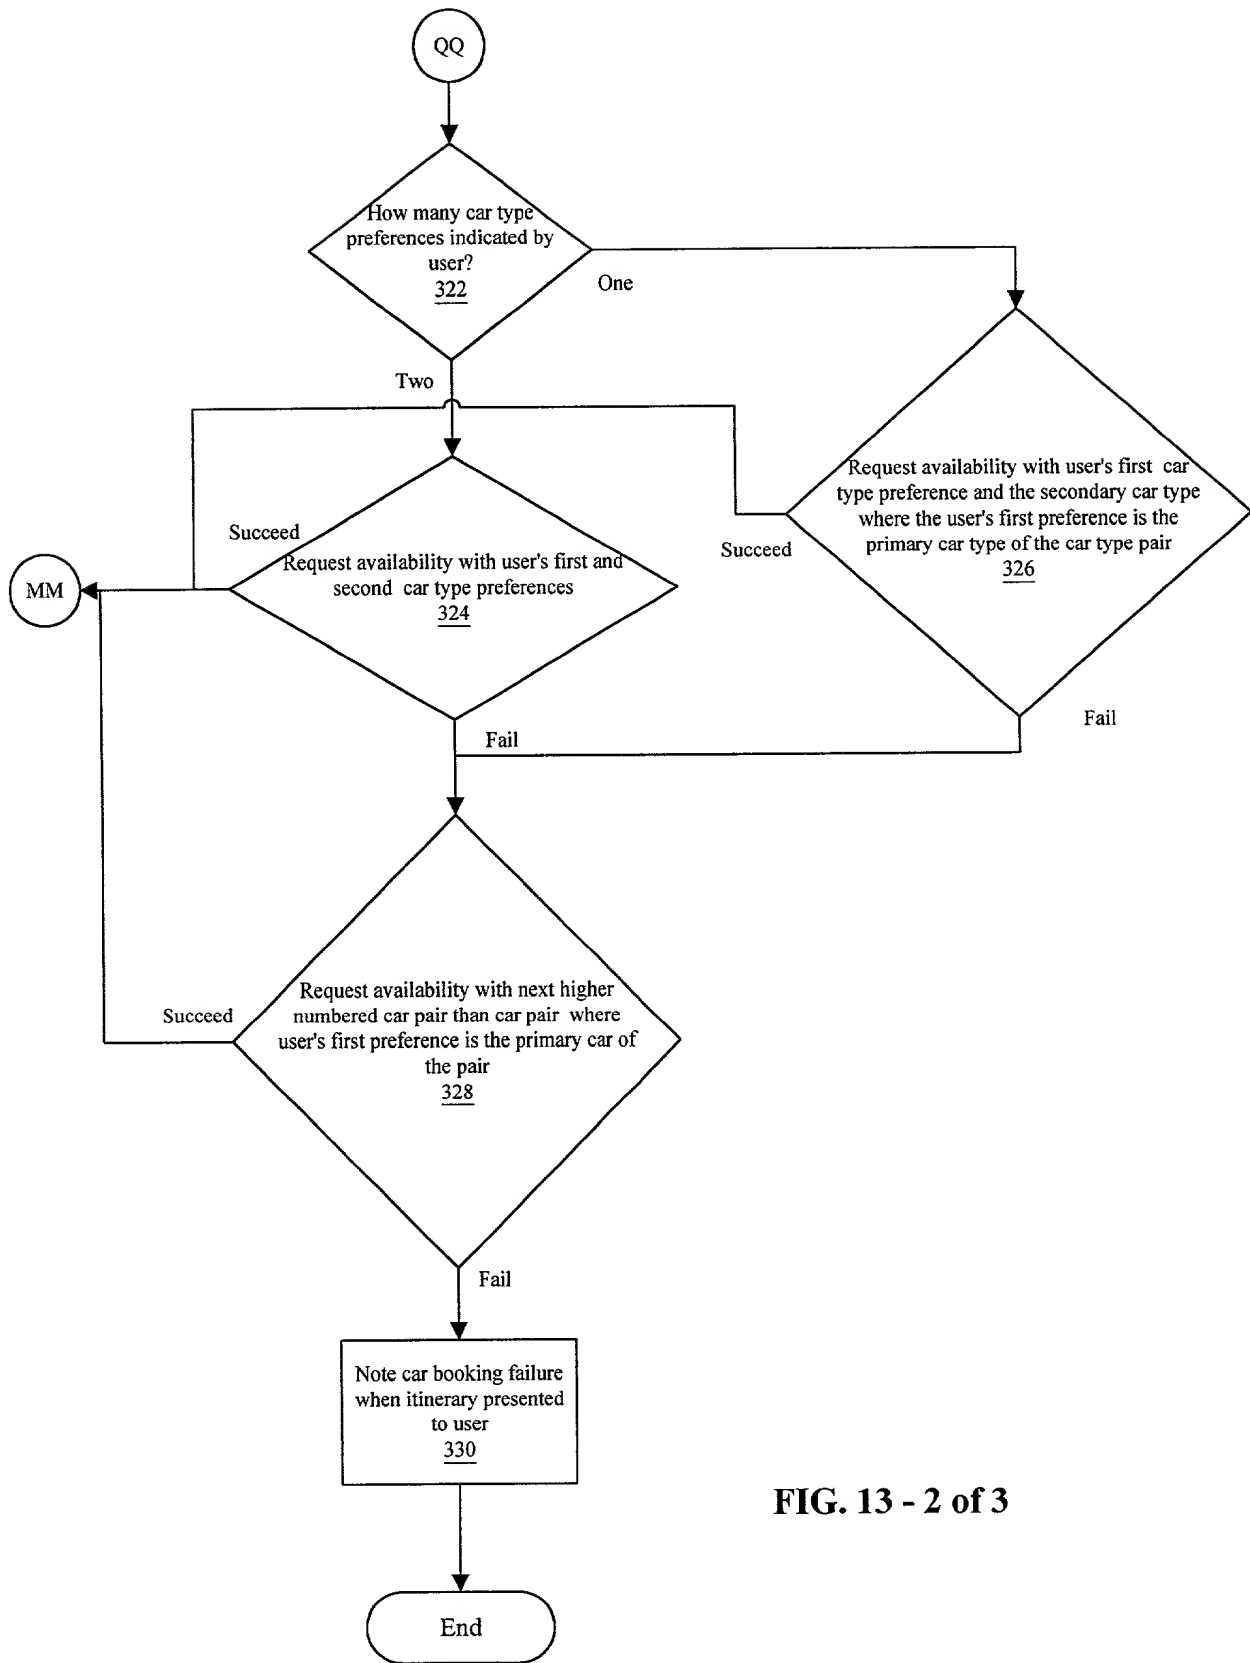 QQ
How many car type
preferences indicated by
user?
322
One
Two
Request availability with user's first car
type preference and the secondary car type
where the user's first preference is the
primary car type of the car type pair
326
Succeed
Succeed
Request availability with user's first and
second car type preferences
324
MM
Fail
Fail
Request availability with next higher
numbered car pair than car pair where
user's first preference is the primary car of
the pair
328
Succeed
Fail
Note car booking failure
when itinerary presented
to user
330
FIG. 13 - 2 of 3
End